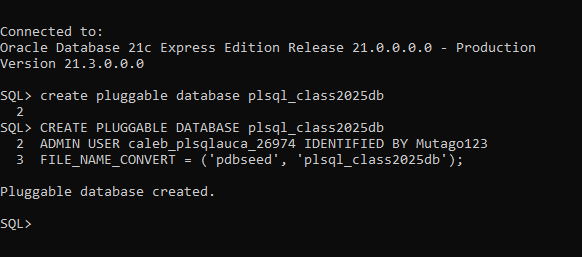 Connected to:
Oracle Database 21c Express Edition Release 21.0.0.0.0 - Production
Version 21.3.0.0.0
SQL> create pluggable database plsql_class2025db
2
SQL> CREATE PLUGGABLE DATABASE plsql_class2025db
2 ADMIN USER caleb_plsqlauca_26974 IDENTIFIED BY Mutago123
3 FILE_NAME_CONVERT = ('pdbseed', 'plsql_class2025db');
Pluggable database created.
SQL>